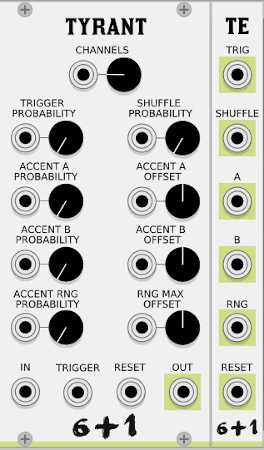 TYRANT
CHANNELS
TRIGGER PROBABILITY
SHUFFLE PROBABILITY
ACCENT A PROBABILITY
ACCENT A OFFSET
ACCENT B PROBABILITY
ACCENT B OFFSET
ACCENT RNG PROBABILITY
RNG MAX OFFSET
IN
TRIGGER
RESET
OUT
6+1
TE
TRIG
SHUFFLE
A
B
RNG
RESET
6+1